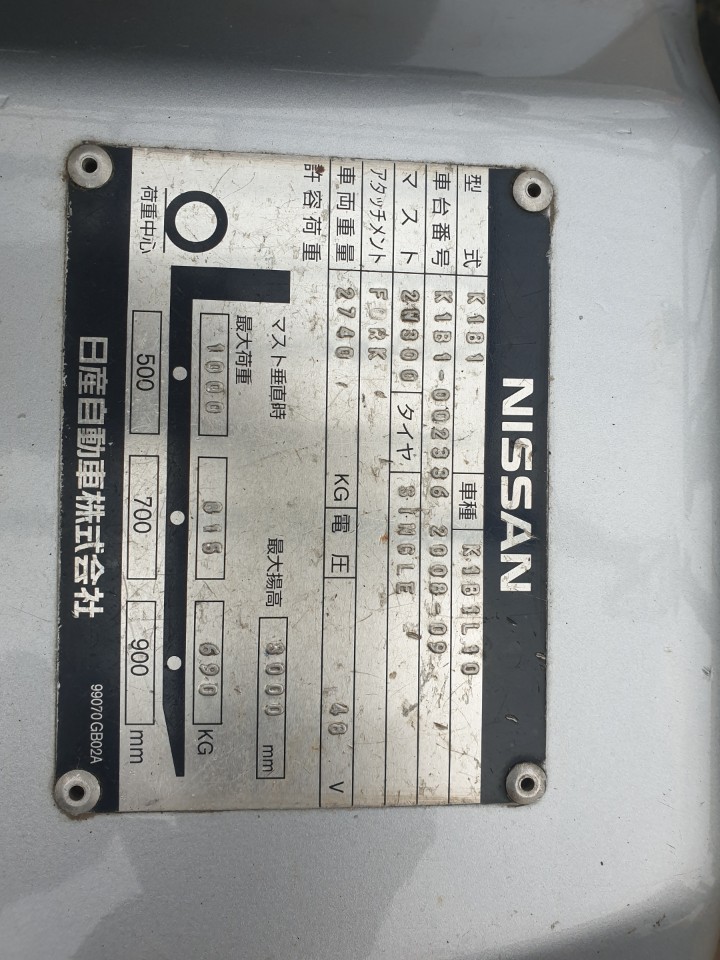 NISSAN
型式 K1B1 車種 K1B1L10
車台番号 K1B1-002336 2008-09
マスト 2W300 タイヤ SINGLE
アタッチメント FORK
車両重量 2740 KG 電圧 48 V
許容荷重
マスト垂直時 最大揚高 3000 mm
最大荷重
1000 815 690 KG
荷重中心 500 700 900 mm
日産自動車株式会社 99070GB02A